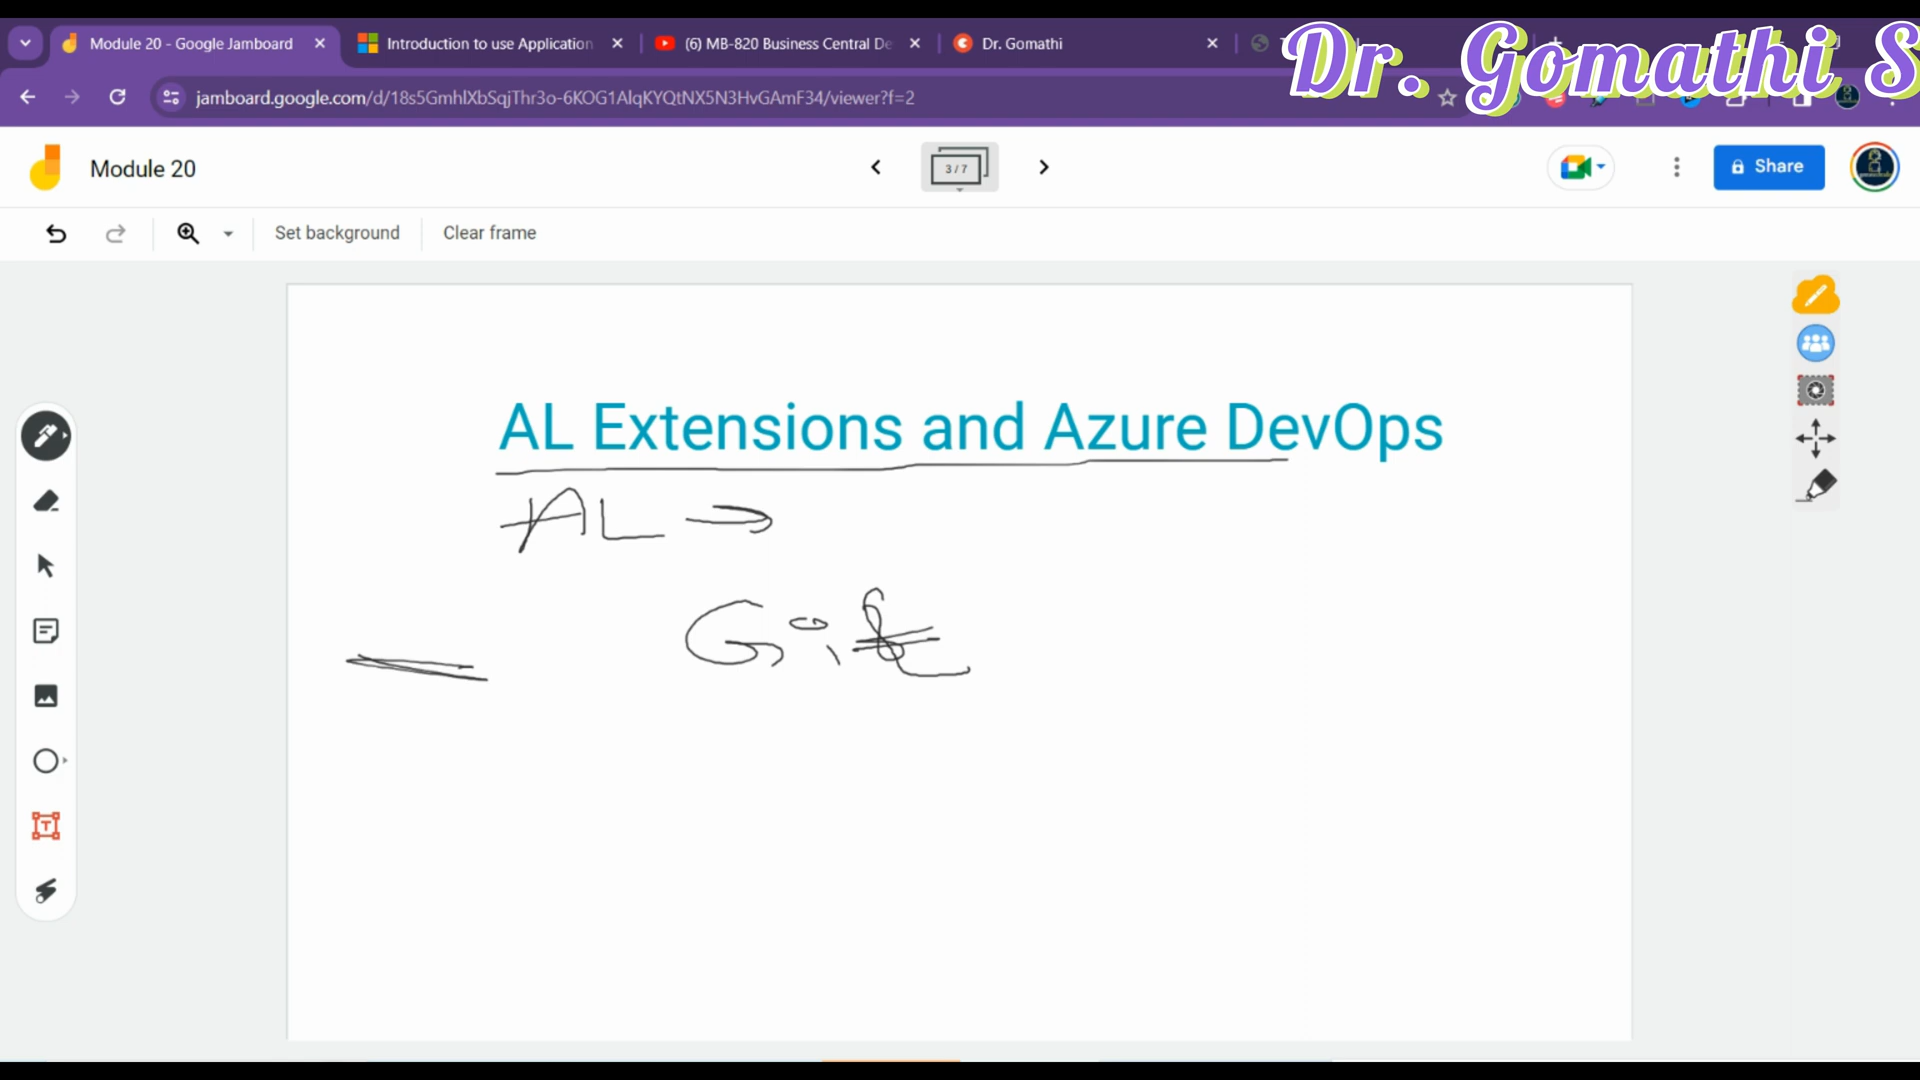 Module 20 - Google Jamboard
Introduction to use Application
(6) MB-820 Business Central De
Dr. Gomathi
Dr. Gomathi S
jamboard.google.com/d/18s5GmhlXbSqjThr3o-6KOG1AlqKYQtNX5N3HvGAmF34/viewer?f=2
Module 20
3 / 7
Share
Set background
Clear frame
AL Extensions and Azure DevOps
AL →
Git